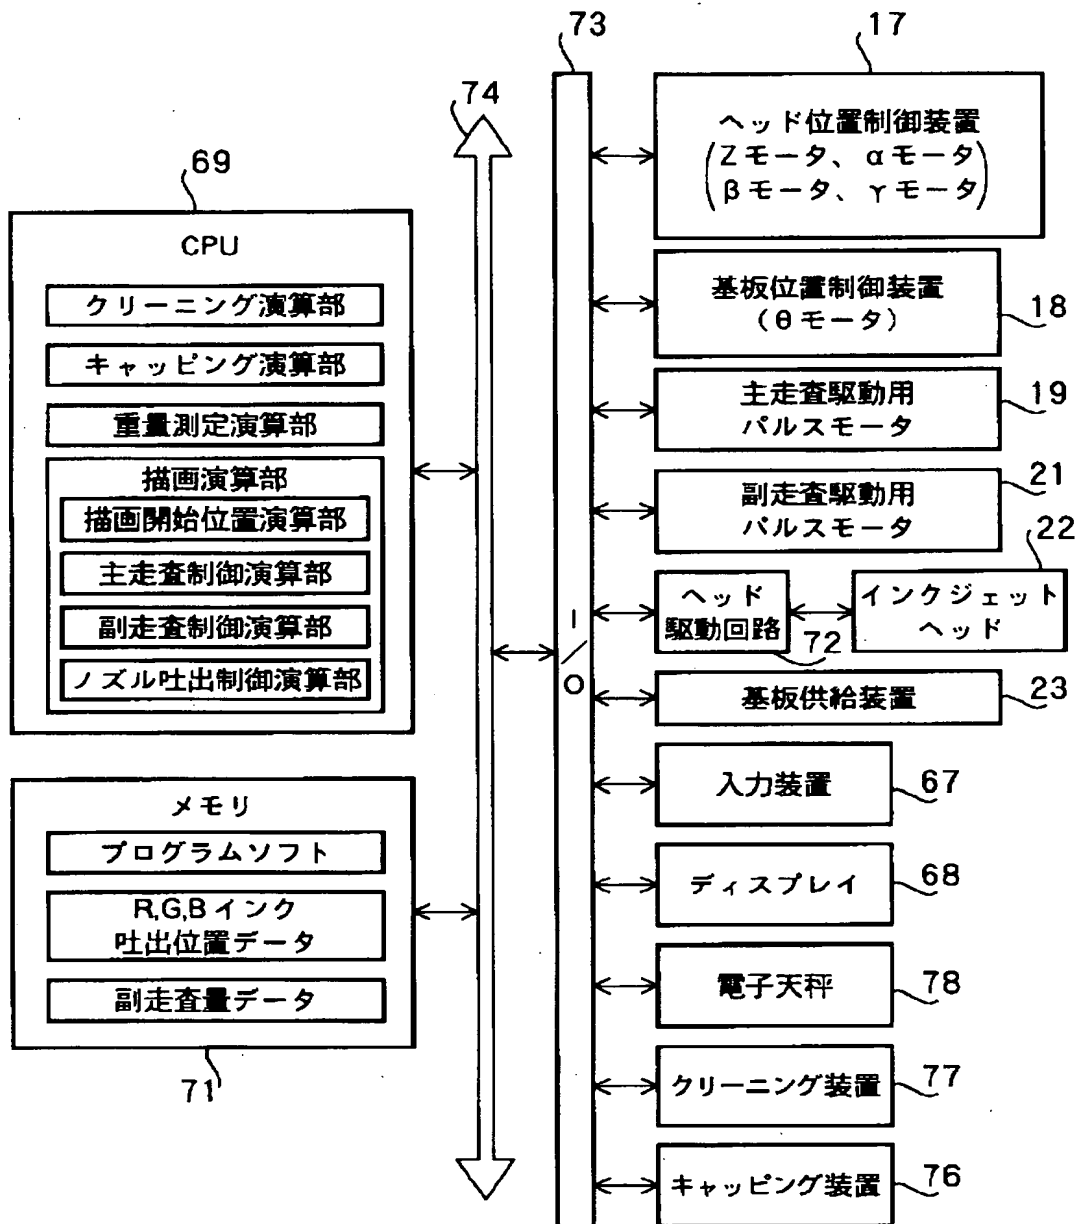 73
17
74
69
CPU
クリーニング演算部
キャッピング演算部
重量測定演算部
描画演算部
描画開始位置演算部
主走査制御演算部
副走査制御演算部
ノズル吐出制御演算部
メモリ
プログラムソフト
R,G,Bインク
吐出位置データ
副走査量データ
71
I/O
ヘッド位置制御装置
(Zモータ、αモータ
βモータ、γモータ)
基板位置制御装置
(θモータ)
18
主走査駆動用
パルスモータ
19
副走査駆動用
パルスモータ
21
ヘッド
駆動回路
72
インクジェット
ヘッド
22
基板供給装置
23
入力装置
67
ディスプレイ
68
電子天秤
78
クリーニング装置
77
キャッピング装置
76